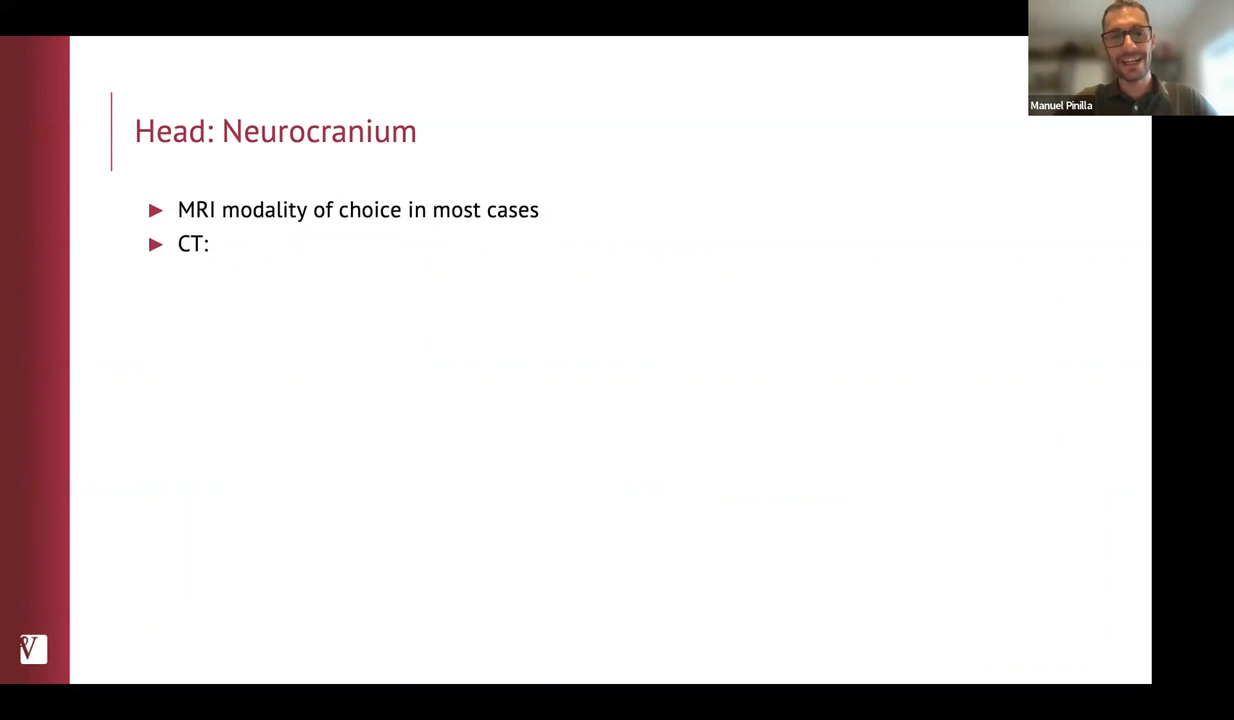 Manuel Pinilla
Head: Neurocranium
► MRI modality of choice in most cases
► CT:
V